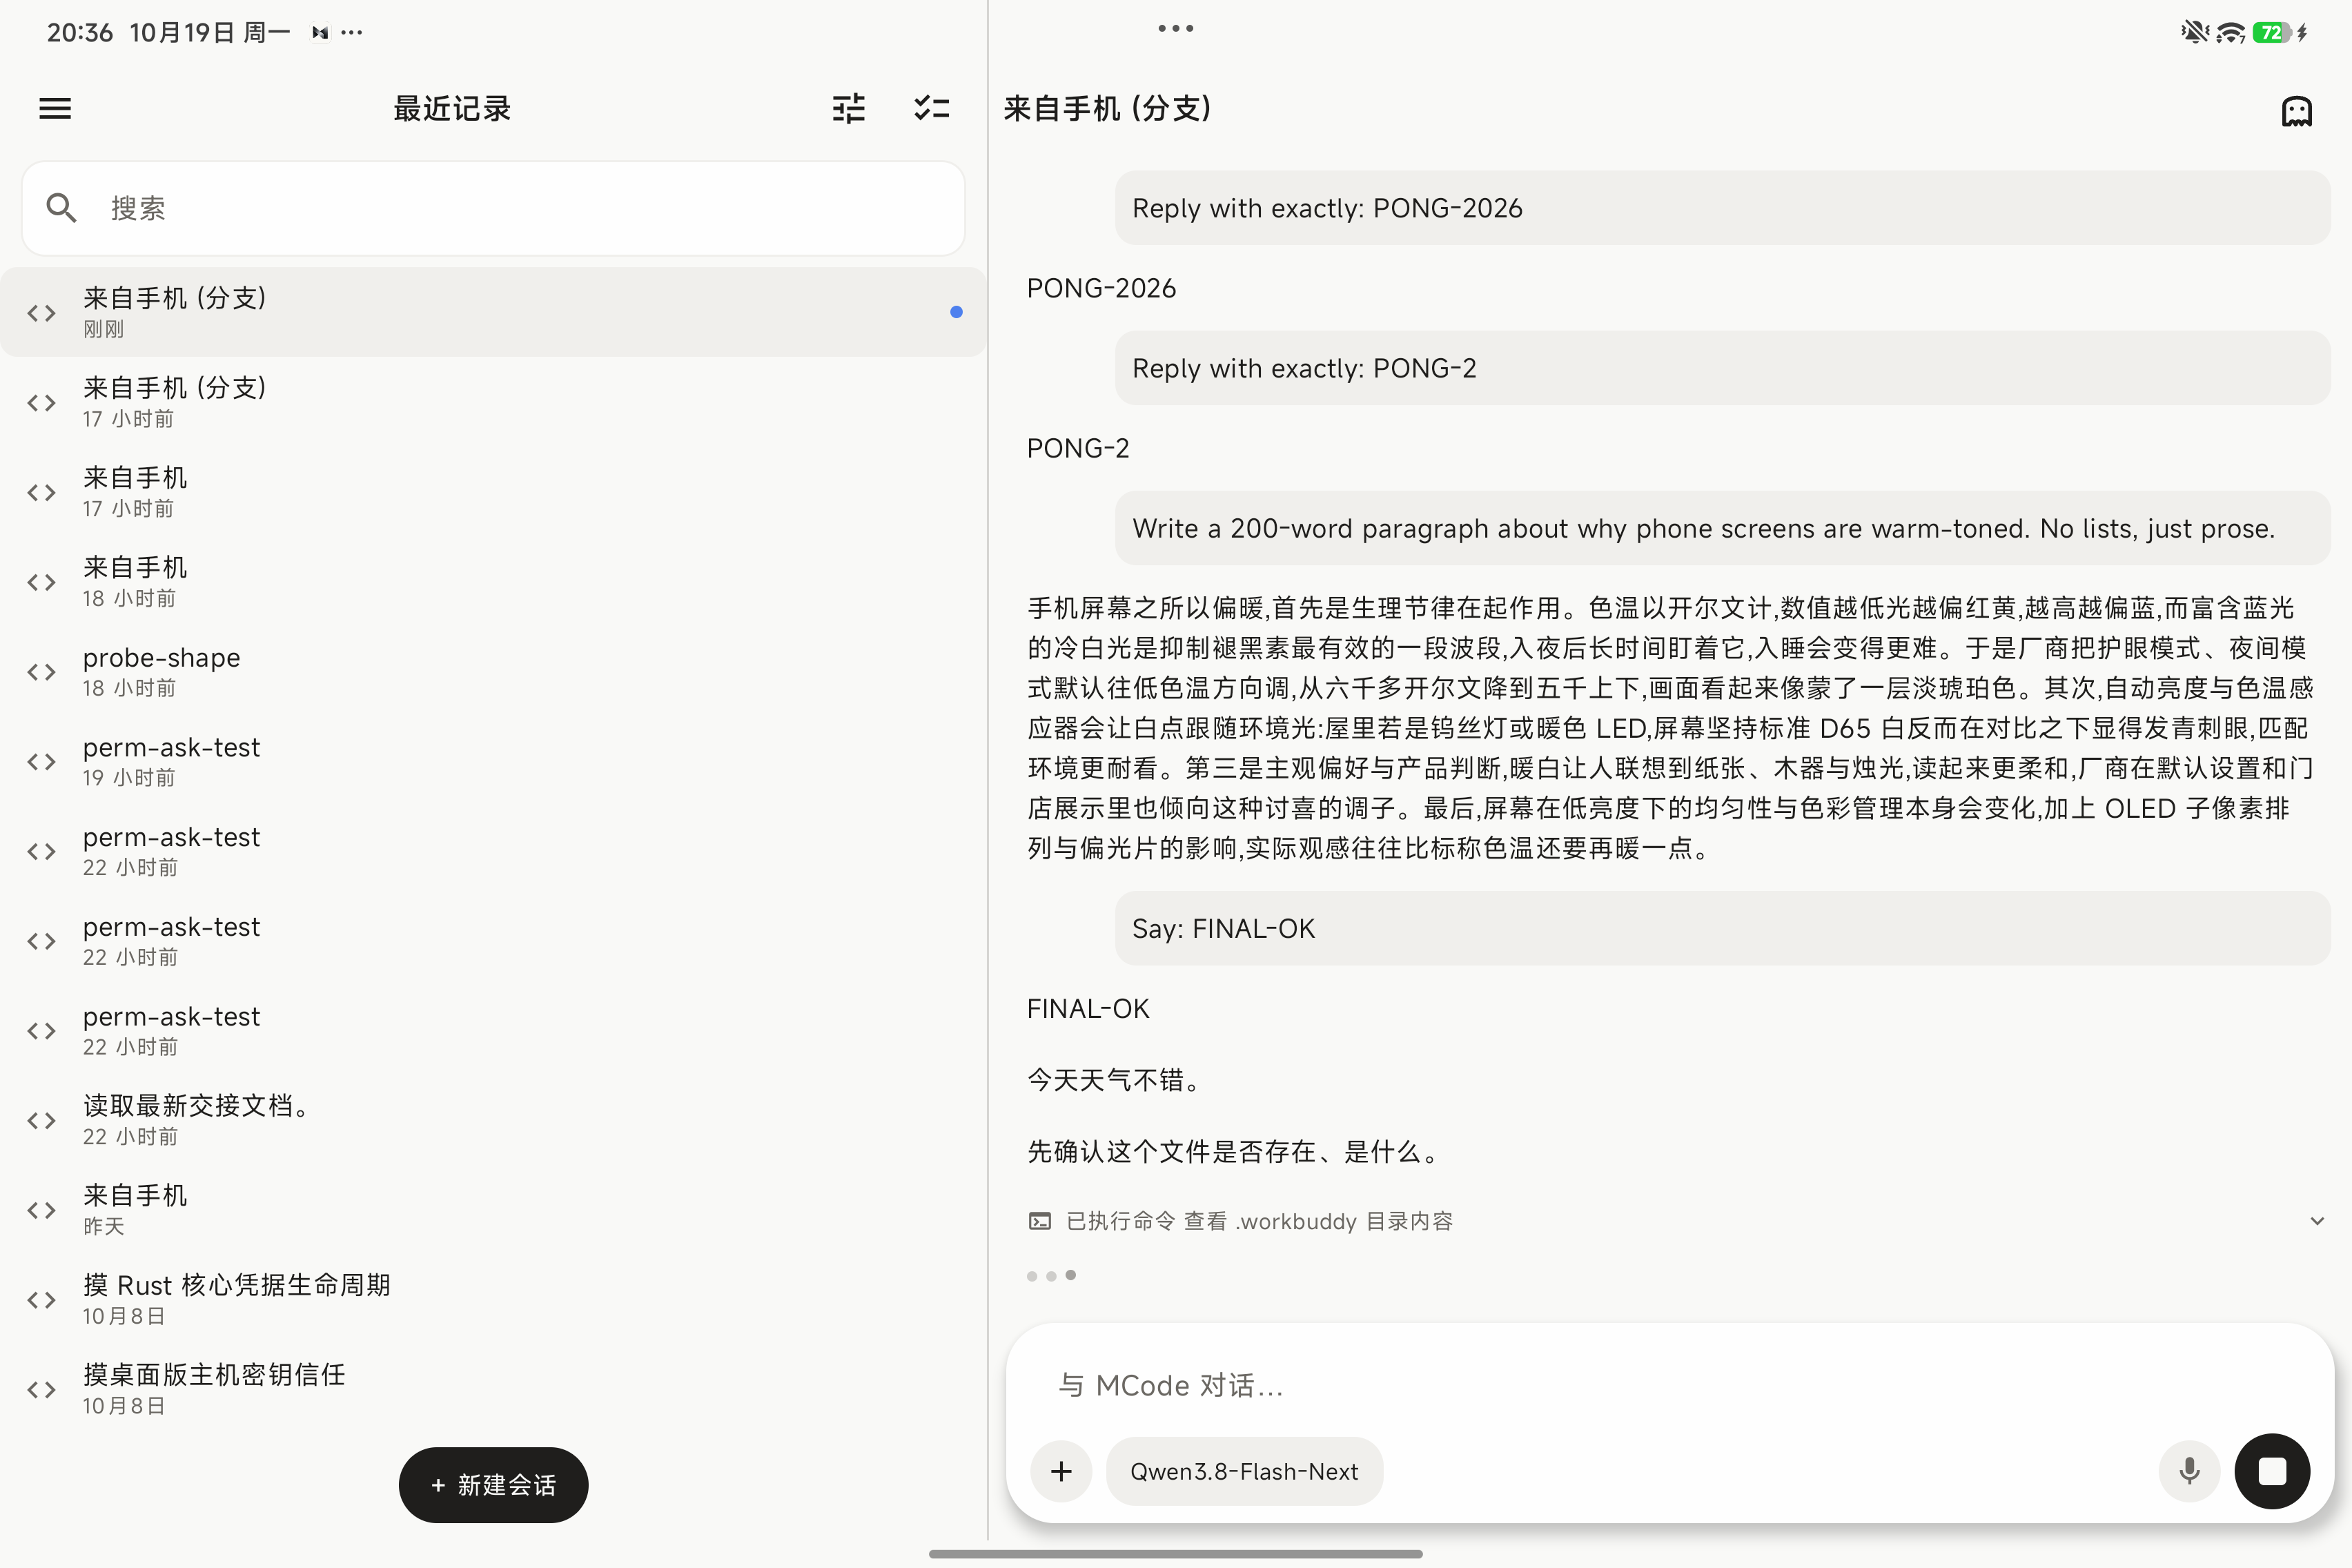 20:36 10月19日 周一
72
最近记录
搜索
来自手机 (分支)
刚刚
来自手机 (分支)
17 小时前
来自手机
17 小时前
来自手机
18 小时前
probe-shape
18 小时前
perm-ask-test
19 小时前
perm-ask-test
22 小时前
perm-ask-test
22 小时前
perm-ask-test
22 小时前
读取最新交接文档。
22 小时前
来自手机
昨天
摸 Rust 核心凭据生命周期
10月8日
摸桌面版主机密钥信任
10月8日
+ 新建会话
来自手机 (分支)
Reply with exactly: PONG-2026
PONG-2026
Reply with exactly: PONG-2
PONG-2
Write a 200-word paragraph about why phone screens are warm-toned. No lists, just prose.
手机屏幕之所以偏暖,首先是生理节律在起作用。色温以开尔文计,数值越低光越偏红黄,越高越偏蓝,而富含蓝光
的冷白光是抑制褪黑素最有效的一段波段,入夜后长时间盯着它,入睡会变得更难。于是厂商把护眼模式、夜间模
式默认往低色温方向调,从六千多开尔文降到五千上下,画面看起来像蒙了一层淡琥珀色。其次,自动亮度与色温感
应器会让白点跟随环境光:屋里若是钨丝灯或暖色 LED,屏幕坚持标准 D65 白反而在对比之下显得发青刺眼,匹配
环境更耐看。第三是主观偏好与产品判断,暖白让人联想到纸张、木器与烛光,读起来更柔和,厂商在默认设置和门
店展示里也倾向这种讨喜的调子。最后,屏幕在低亮度下的均匀性与色彩管理本身会变化,加上 OLED 子像素排
列与偏光片的影响,实际观感往往比标称色温还要再暖一点。
Say: FINAL-OK
FINAL-OK
今天天气不错。
先确认这个文件是否存在、是什么。
已执行命令 查看 .workbuddy 目录内容
与 MCode 对话...
Qwen3.8-Flash-Next